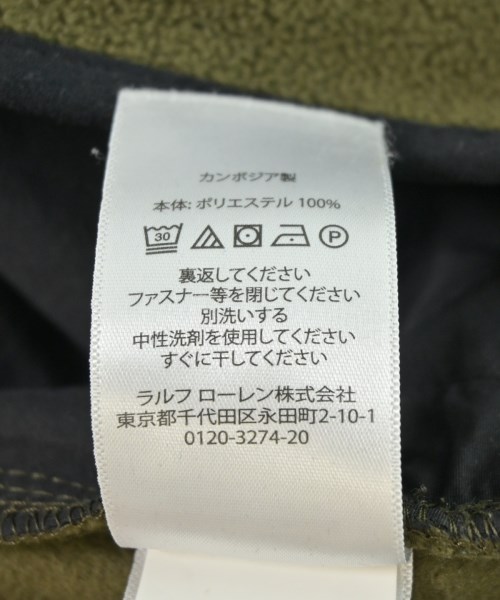 カンボジア製
本体: ポリエステル 100%
30 P
裏返してください
ファスナー等を閉じてください
別洗いする
中性洗剤を使用してください
すぐに干してください
ラルフ ローレン株式会社
東京都千代田区永田町2-10-1
0120-3274-20